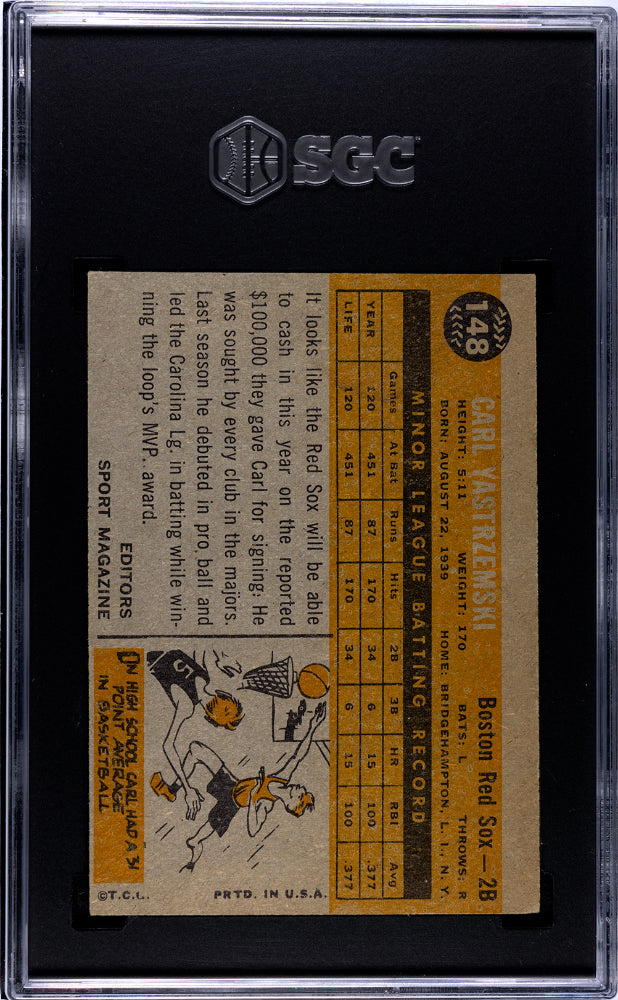 SGC
148
CARL YASTRZEMSKI Boston Red Sox—2B
HEIGHT: 5:11 WEIGHT: 170 BATS: L THROWS: R
BORN: AUGUST 22, 1939 HOME: BRIDGEHAMPTON, L. I., N. Y.
MINOR LEAGUE BATTING RECORD
Games At Bat Runs Hits 2B 3B HR RBI Avg
YEAR 120 451 87 170 34 6 15 100 .377
LIFE 120 451 87 170 34 6 15 100 .377
It looks like the Red Sox will be able
to cash in this year on the reported
$100,000 they gave Carl for signing: He
was sought by every club in the majors.
Last season he debuted in pro ball and
led the Carolina Lg. in batting while win-
ning the loop's MVP. award.
EDITORS
SPORT MAGAZINE
5
IN HIGH SCHOOL CARL HAD A 31
POINT AVERAGE
IN BASKETBALL
©T.C.G. PRTD. IN U.S.A.